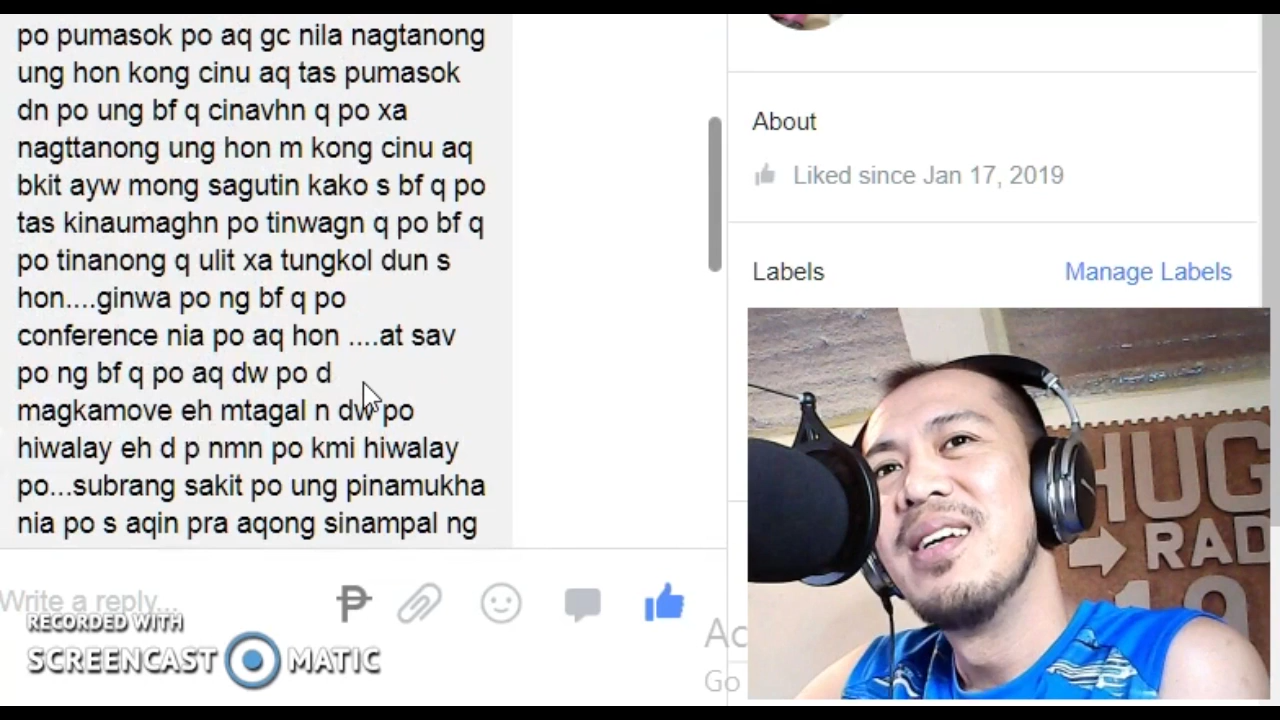 po pumasok po aq gc nila nagtanong
ung hon kong cinu aq tas pumasok
dn po ung bf q cinavhn q po xa
nagttanong ung hon m kong cinu aq
bkit ayw mong sagutin kako s bf q po
tas kinaumaghn po tinwagn q po bf q
po tinanong q ulit xa tungkol dun s
hon....ginwa po ng bf q po
conference nia po aq hon ....at sav
po ng bf q po aq dw po d
magkamove eh mtagal n dw po
hiwalay eh d p nmn po kmi hiwalay
po...subrang sakit po ung pinamukha
nia po s aqin pra aqong sinampal ng
Write a reply...
RECORDED WITH
SCREENCAST MATIC
About
Liked since Jan 17, 2019
Labels
Manage Labels
HUG
RAD
Ac
Go